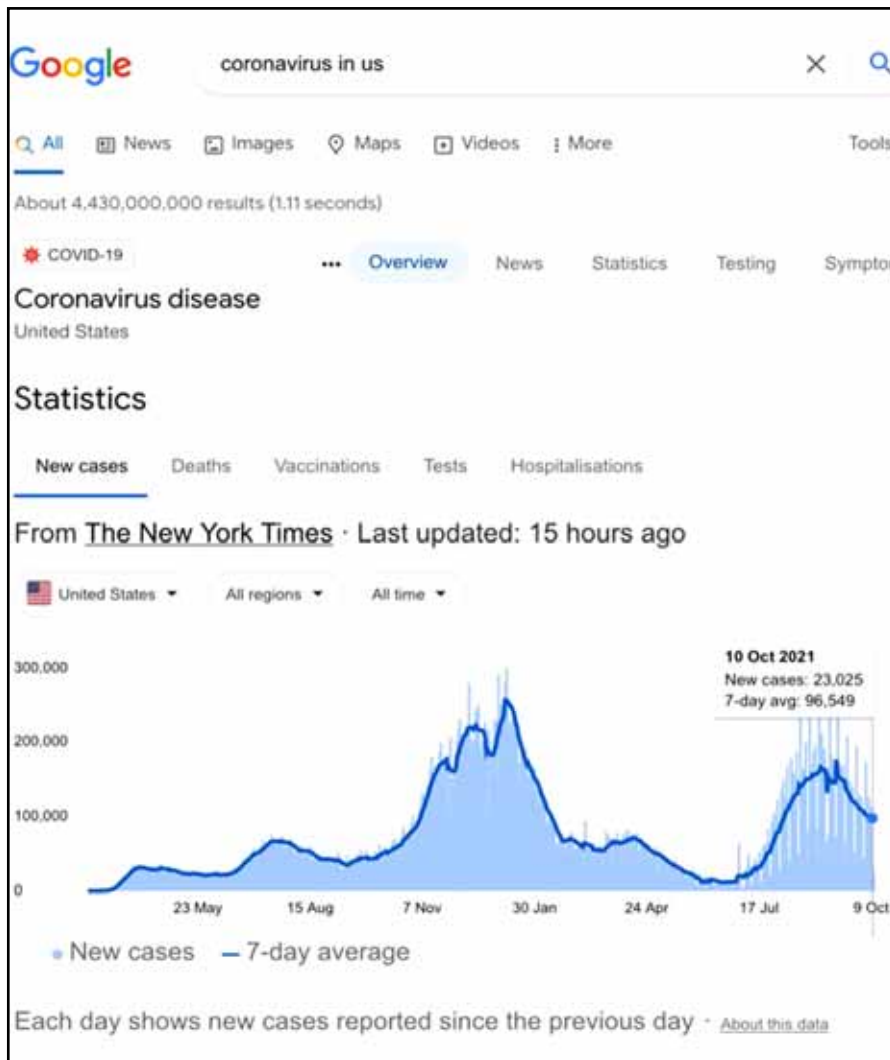 Google
coronavirus in us
All News Images Maps Videos More Tools
About 4,430,000,000 results (1.11 seconds)
COVID-19
Overview News Statistics Testing Sympto
Coronavirus disease
United States
Statistics
New cases Deaths Vaccinations Tests Hospitalisations
From The New York Times · Last updated: 15 hours ago
United States All regions All time
10 Oct 2021
New cases: 23,025
7-day avg: 96,549
300,000
200,000
100,000
0
23 May 15 Aug 7 Nov 30 Jan 24 Apr 17 Jul 9 Oct
New cases 7-day average
Each day shows new cases reported since the previous day · About this data